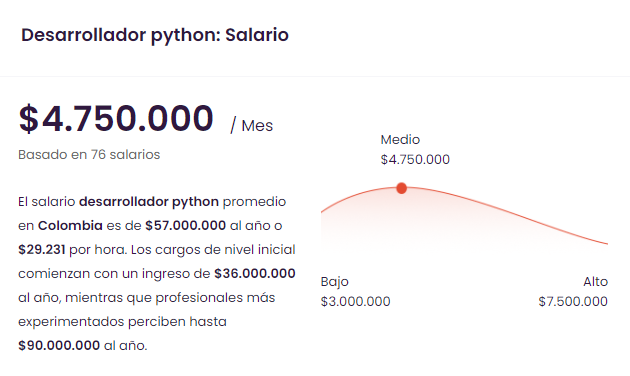 Desarrollador python: Salario
$4.750.000 / Mes
Basado en 76 salarios
El salario desarrollador python promedio
en Colombia es de $57.000.000 al año o
$29.231 por hora. Los cargos de nivel inicial
comienzan con un ingreso de $36.000.000
al año, mientras que profesionales más
experimentados perciben hasta
$90.000.000 al año.
Medio
$4.750.000
Bajo
$3.000.000
Alto
$7.500.000